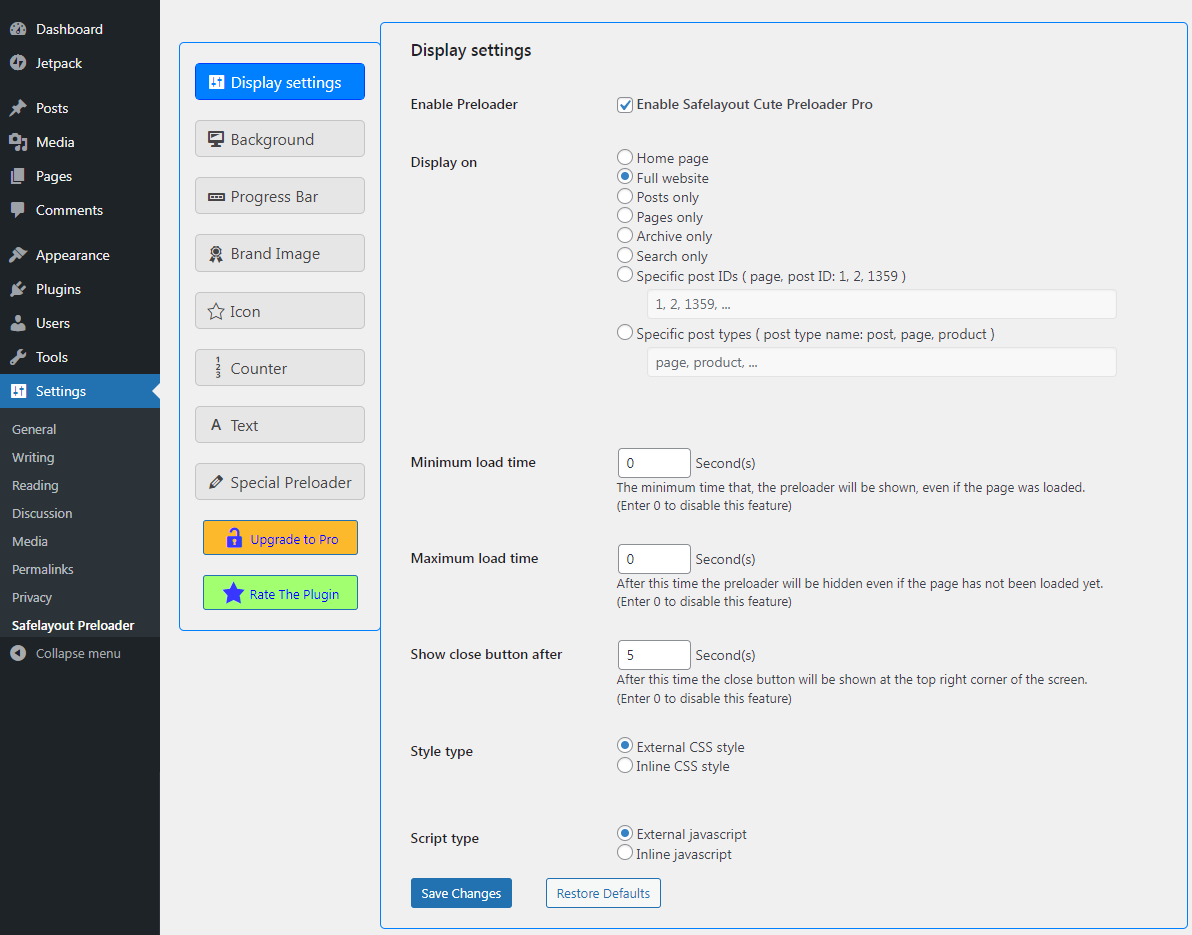 Dashboard
Jetpack
Posts
Media
Pages
Comments
Appearance
Plugins
Users
Tools
Settings
General
Writing
Reading
Discussion
Media
Permalinks
Privacy
Safelayout Preloader
Collapse menu
Display settings
Background
Progress Bar
Brand Image
Icon
1
2
3
Counter
A Text
Special Preloader
Upgrade to Pro
Rate The Plugin
Display settings
Enable Preloader
Enable Safelayout Cute Preloader Pro
Display on
Home page
Full website
Posts only
Pages only
Archive only
Search only
Specific post IDs ( page, post ID: 1, 2, 1359 )
1, 2, 1359, ...
Specific post types ( post type name: post, page, product )
page, product, ...
Minimum load time
0 Second(s)
The minimum time that, the preloader will be shown, even if the page was loaded.
(Enter 0 to disable this feature)
Maximum load time
0 Second(s)
After this time the preloader will be hidden even if the page has not been loaded yet.
(Enter 0 to disable this feature)
Show close button after
5 Second(s)
After this time the close button will be shown at the top right corner of the screen.
(Enter 0 to disable this feature)
Style type
External CSS style
Inline CSS style
Script type
External javascript
Inline javascript
Save Changes
Restore Defaults